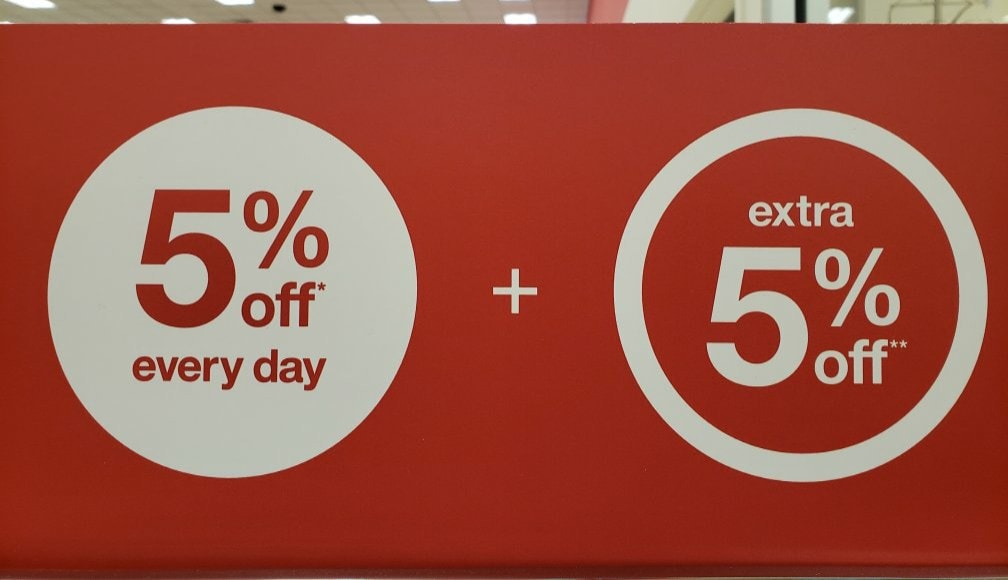 5%
off*
every day
+
extra
5%
off**